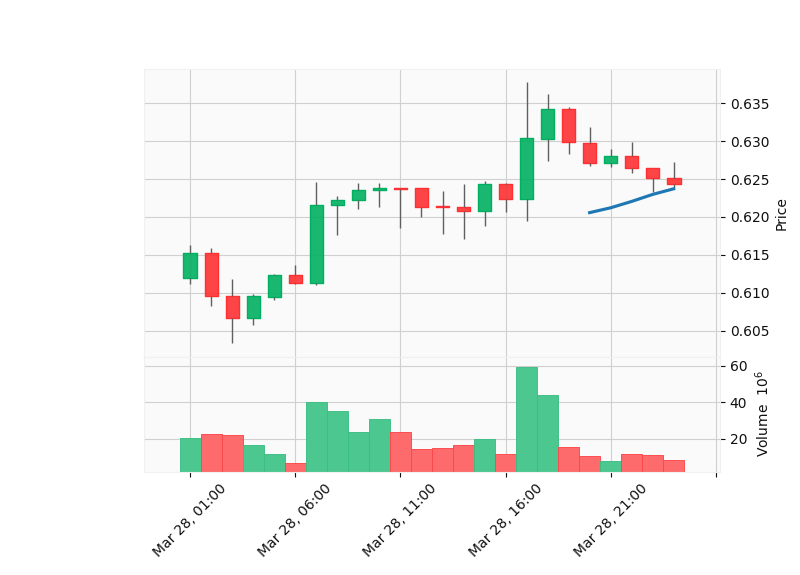 0.635
0.630
0.625
0.620
0.615
0.610
0.605
Price
60
40
20
Volume 10^6
Mar 28, 01:00
Mar 28, 06:00
Mar 28, 11:00
Mar 28, 16:00
Mar 28, 21:00